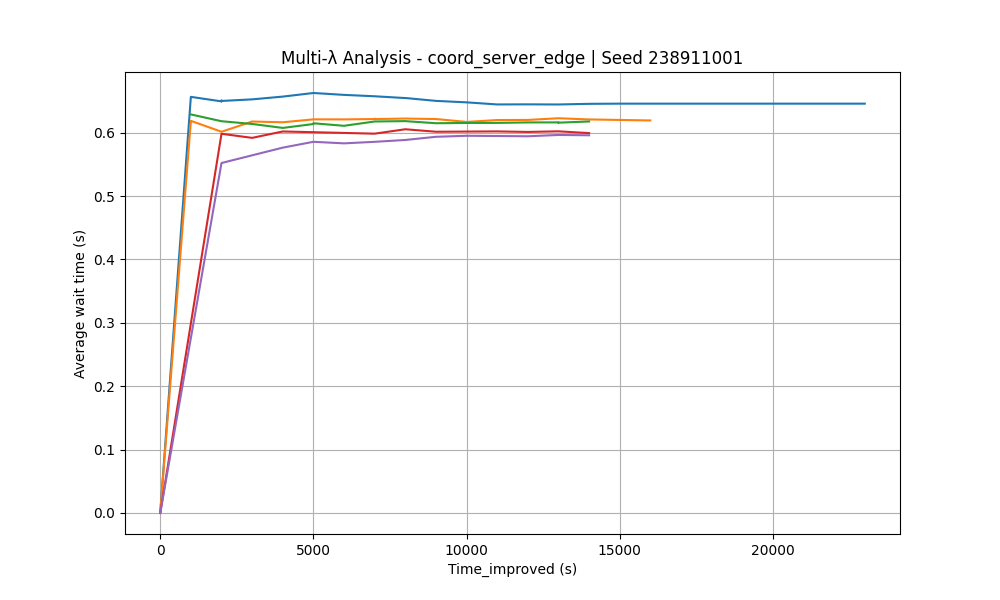 Multi-λ Analysis - coord_server_edge | Seed 238911001
Average wait time (s)
0.6
0.5
0.4
0.3
0.2
0.1
0.0
0 5000 10000 15000 20000
Time_improved (s)